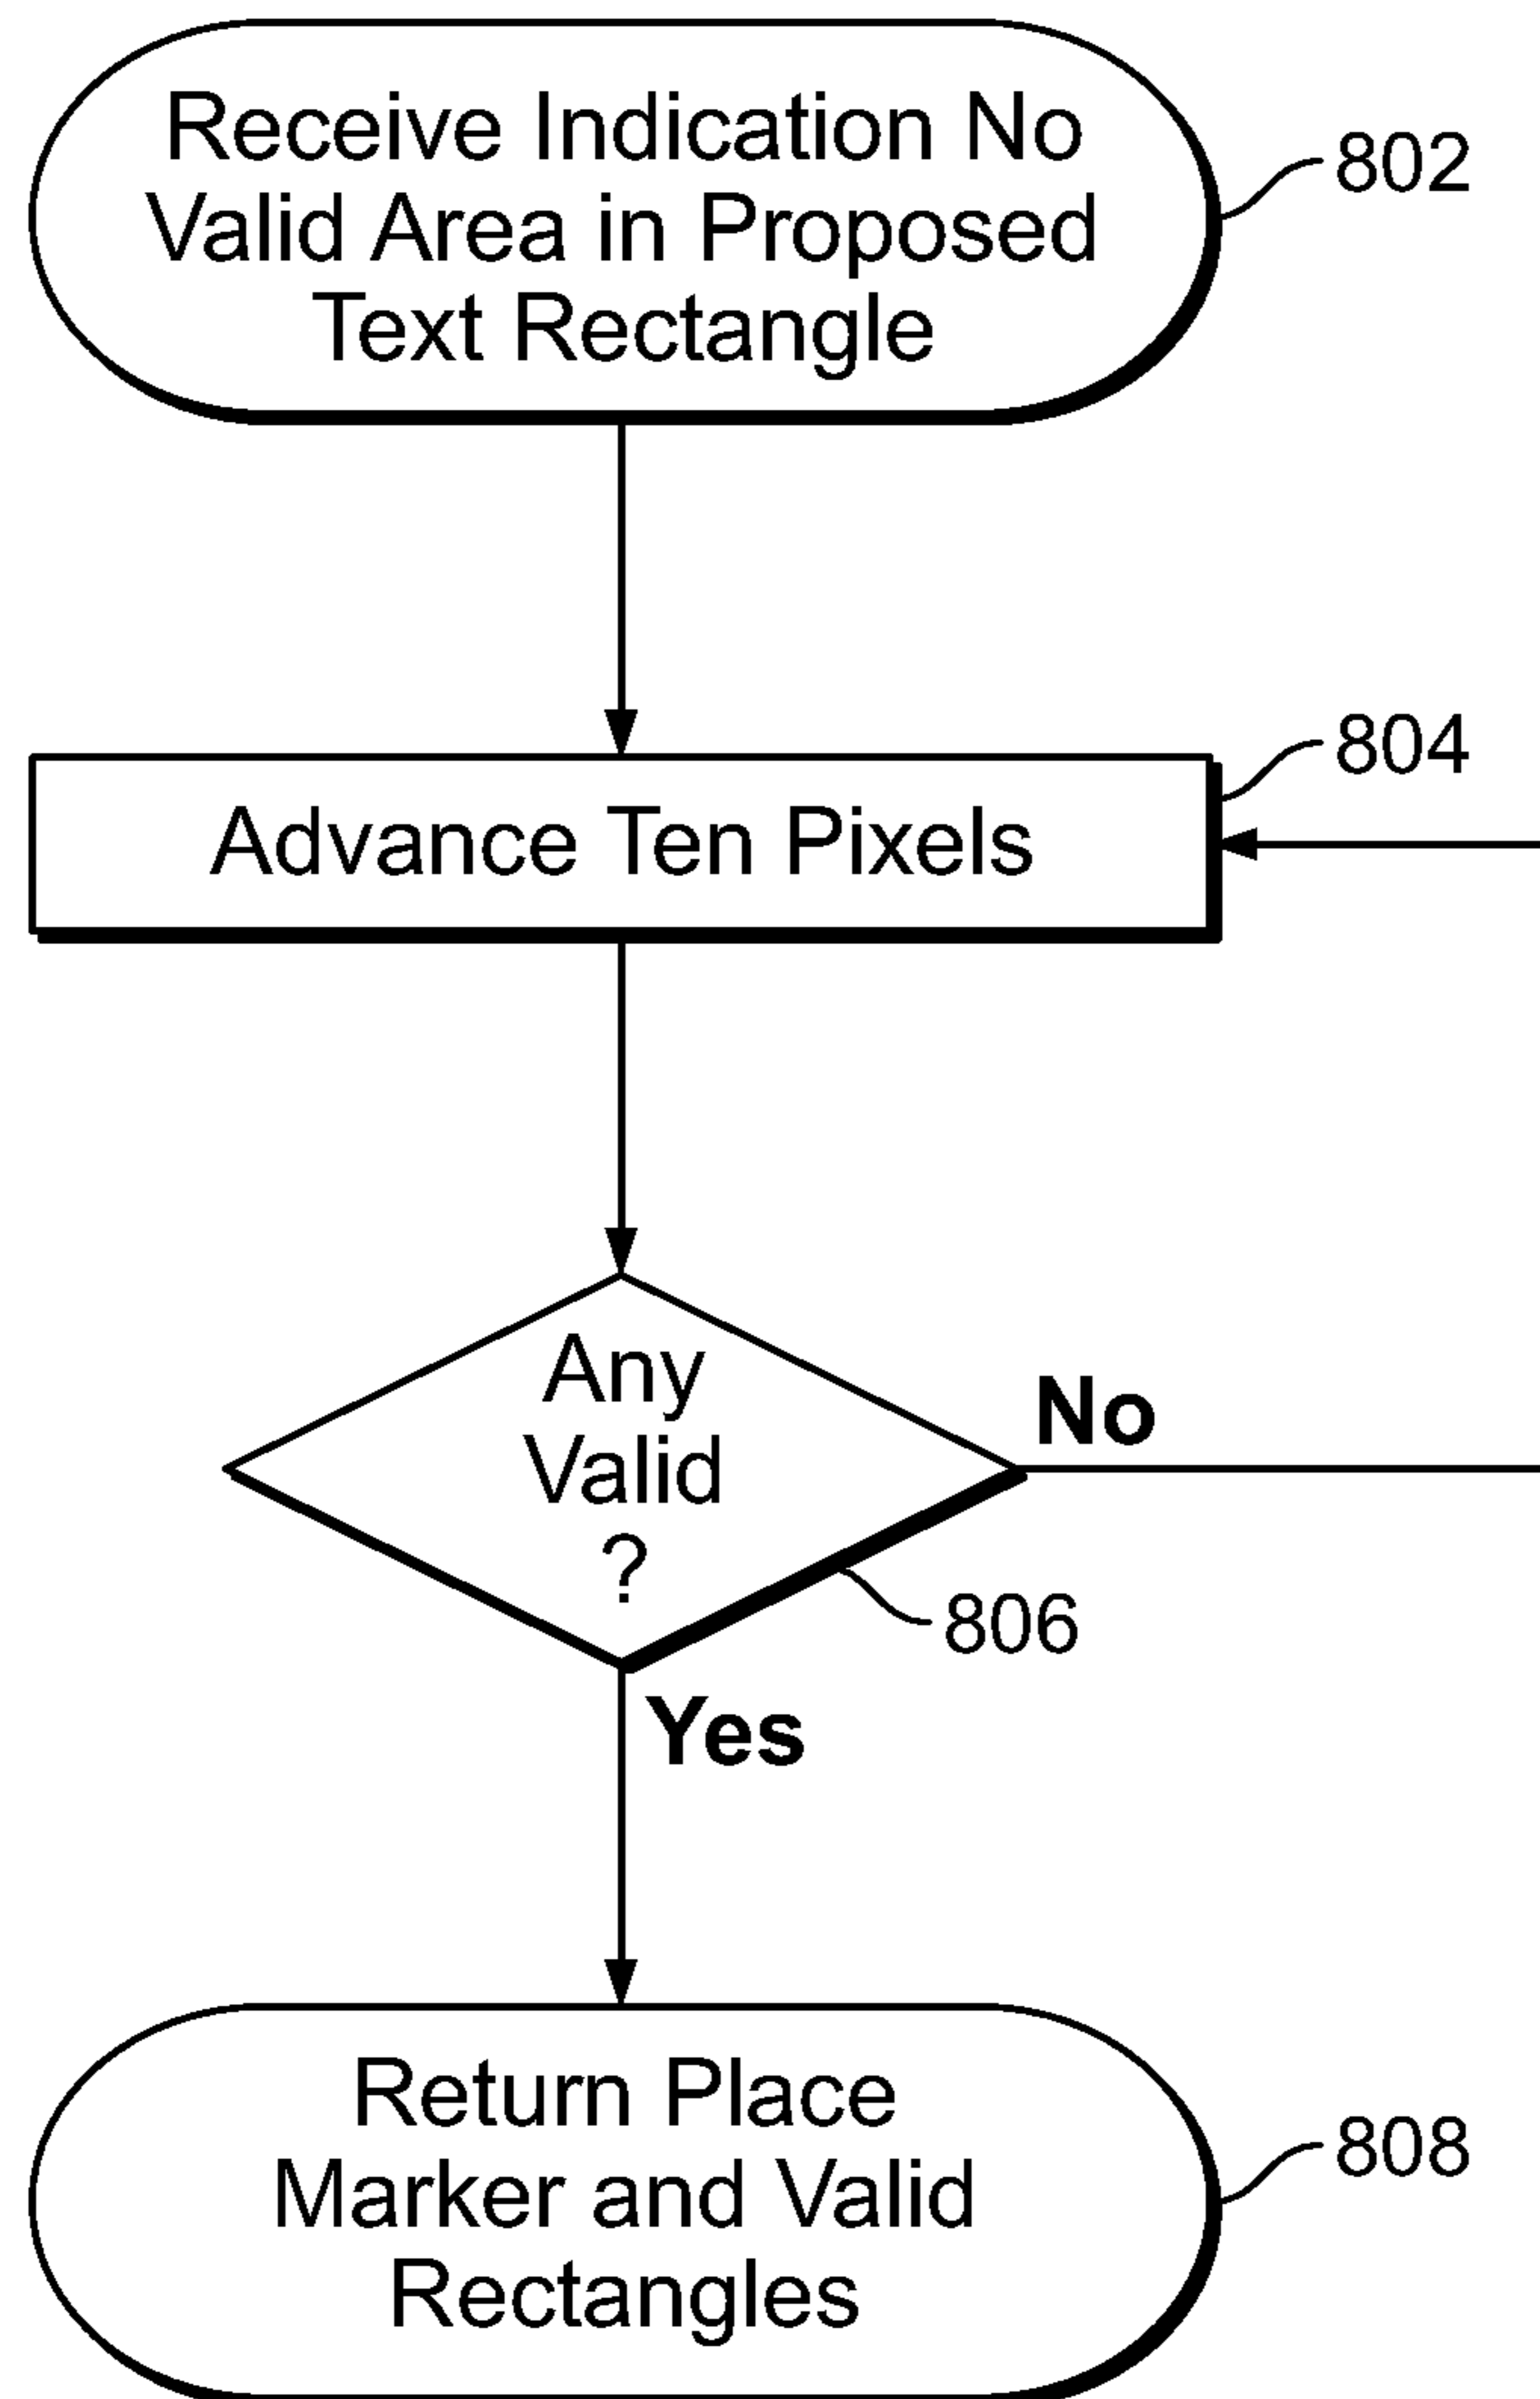 Receive Indication No
Valid Area in Proposed
Text Rectangle
802
804
Advance Ten Pixels
Any
Valid
?
No
806
Yes
Return Place
Marker and Valid
Rectangles
808